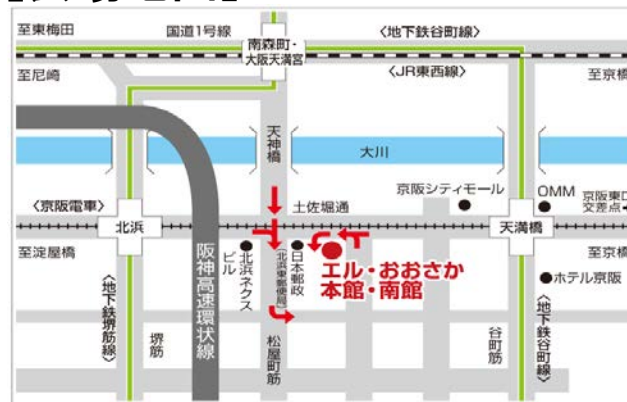 至東梅田
国道1号線
〈地下鉄谷町線〉
南森町・
大阪天満宮
至尼崎
〈JR東西線〉
至京橋
天神橋
大川
京阪シティモール
OMM
京阪東口
交差点
〈京阪電車〉
北浜
土佐堀通
天満橋
至淀屋橋
阪神高速環状線
北浜ネクス
ビル
日本郵政
(北浜東郵便局)
エル・おおさか
本館・南館
至京橋
ホテル京阪
〈地下鉄堺筋線〉
堺筋
松屋町筋
谷町筋
〈地下鉄谷町線〉